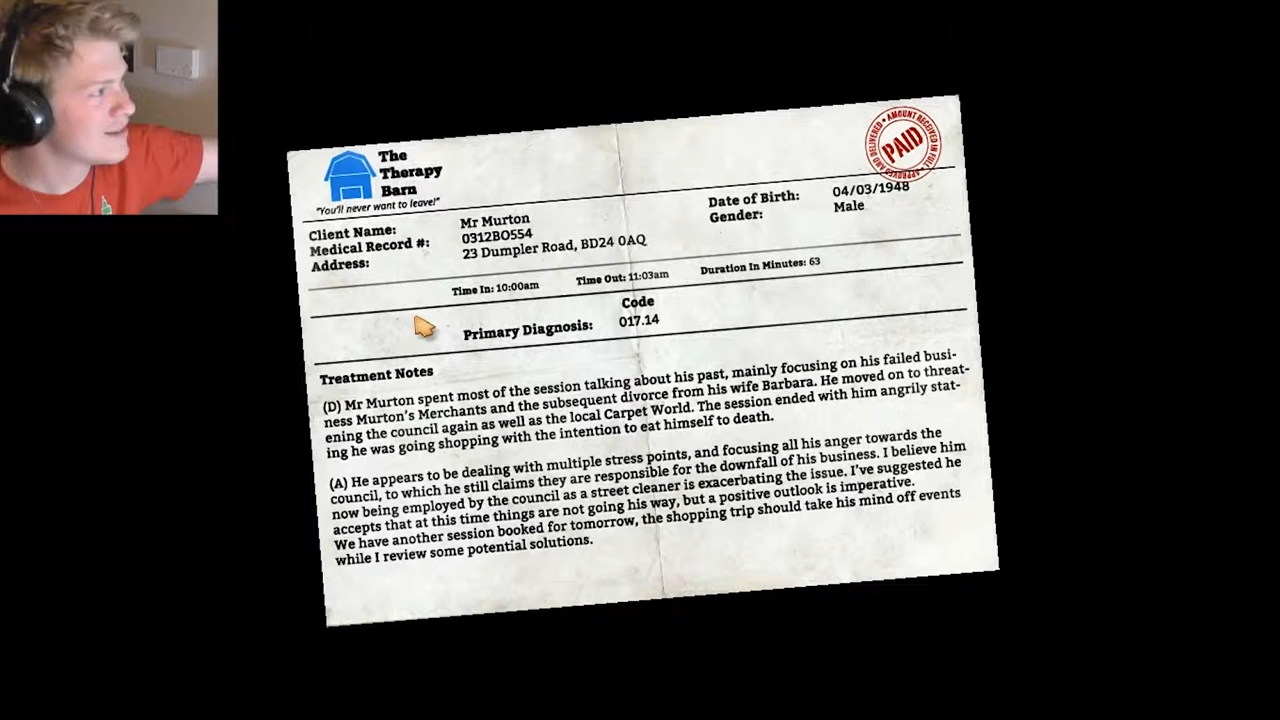 The
Therapy
Barn
"You'll never want to leave!"
AMOUNT RECEIVED IN FULL • APPROVED AND DELIVERED •
PAID
Client Name: Mr Murton
Medical Record #: 0312BO554
Address: 23 Dumpler Road, BD24 0AQ
Date of Birth: 04/03/1948
Gender: Male
Time In: 10:00am Time Out: 11:03am Duration In Minutes: 63
Code
Primary Diagnosis: 017.14
Treatment Notes
(D) Mr Murton spent most of the session talking about his past, mainly focusing on his failed busi-
ness Murton's Merchants and the subsequent divorce from his wife Barbara. He moved on to threat-
ening the council again as well as the local Carpet World. The session ended with him angrily stat-
ing he was going shopping with the intention to eat himself to death.
(A) He appears to be dealing with multiple stress points, and focusing all his anger towards the
council, to which he still claims they are responsible for the downfall of his business. I believe him
now being employed by the council as a street cleaner is exacerbating the issue. I've suggested he
accepts that at this time things are not going his way, but a positive outlook is imperative.
We have another session booked for tomorrow, the shopping trip should take his mind off events
while I review some potential solutions.